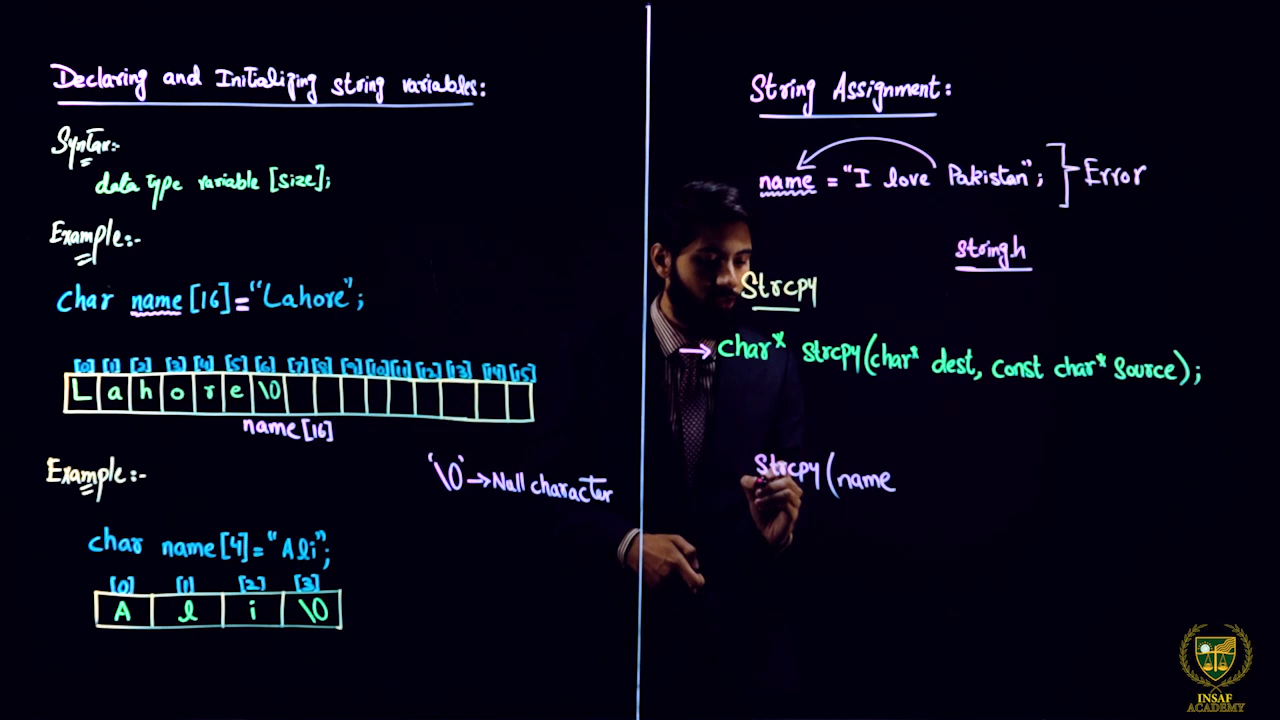 Declaring and Initializing string variables:
Syntax:-
data type variable [size];
Example:-
char name [16] = "Lahore";
[0] [1] [2] [3] [4] [5] [6] [7] [8] [9] [10] [11] [12] [13] [14] [15]
L a h o r e \0
name [16]
Example:-
'\0' → Null character
char name [4] = "Ali";
[0] [1] [2] [3]
A l i \0
String Assignment:
name = "I love Pakistan"; } Error
string.h
Strcpy
→ char* strcpy(char* dest, const char* source);
Strcpy (name
INSAF
ACADEMY